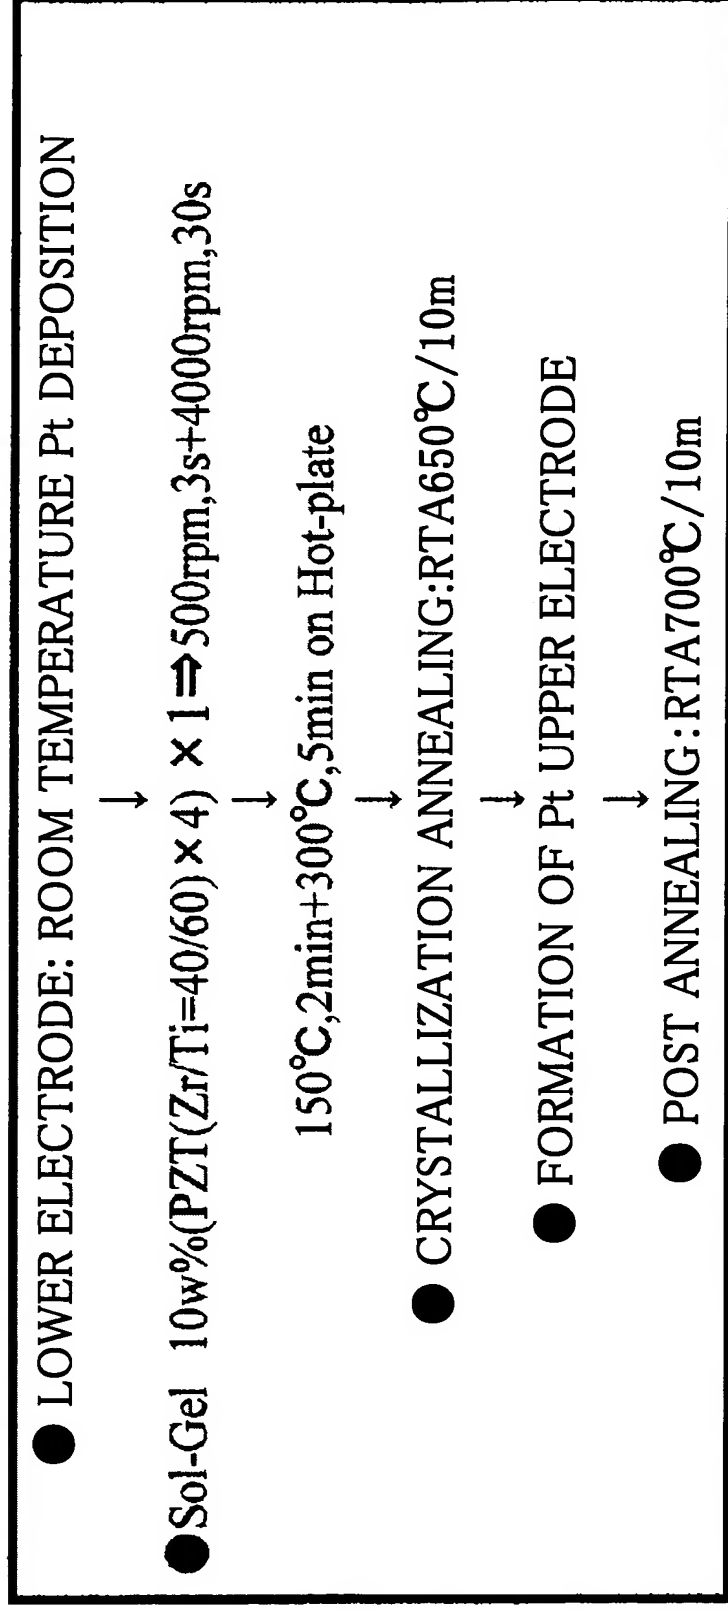 ● LOWER ELECTRODE: ROOM TEMPERATURE Pt DEPOSITION
↓
●Sol-Gel 10w%(PZT(Zr/Ti=40/60)×4) ×1⇒500rpm,3s+4000rpm,30s
↓
150℃,2min+300℃,5min on Hot-plate
↓
● CRYSTALLIZATION ANNEALING:RTA650℃/10m
↓
● FORMATION OF Pt UPPER ELECTRODE
↓
● POST ANNEALING:RTA700℃/10m